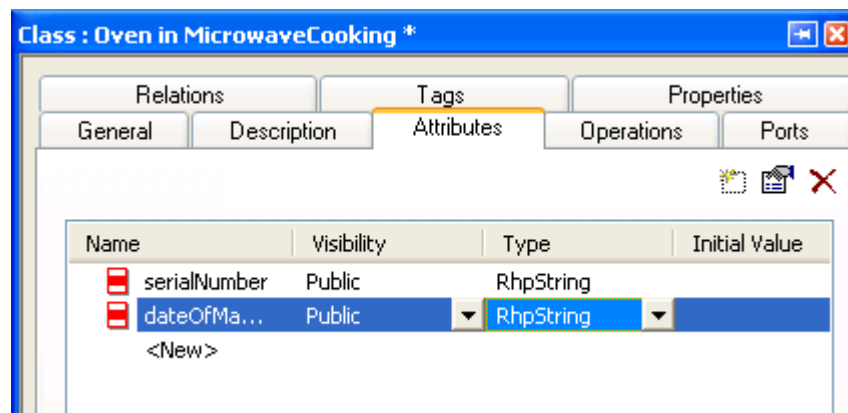 Class : Oven in MicrowaveCooking *
Relations Tags Properties
General Description Attributes Operations Ports
Name Visibility Type Initial Value
serialNumber Public RhpString
dateOfMa... Public RhpString
<New>